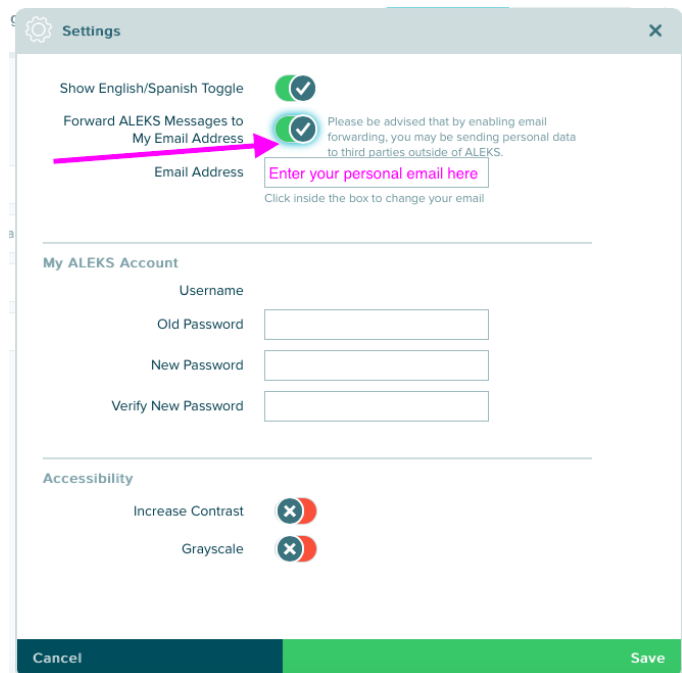 Settings
Show English/Spanish Toggle
Forward ALEKS Messages to
My Email Address
Please be advised that by enabling email
forwarding, you may be sending personal data
to third parties outside of ALEKS.
Email Address
Enter your personal email here
Click inside the box to change your email
My ALEKS Account
Username
Old Password
New Password
Verify New Password
Accessibility
Increase Contrast
Grayscale
Cancel
Save